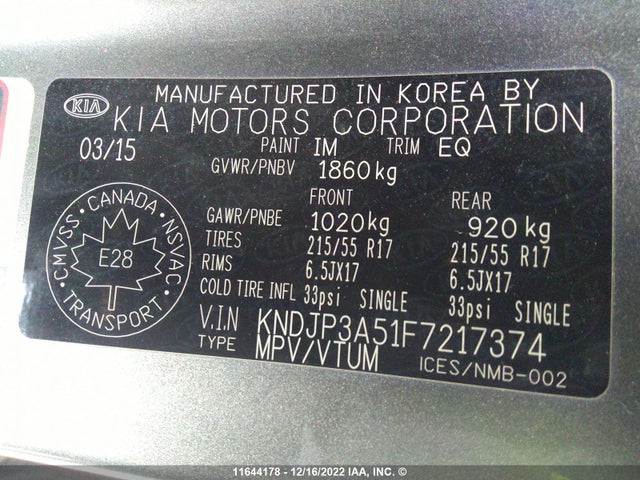 MANUFACTURED IN KOREA BY
KIA KIA MOTORS CORPORATION
03/15 PAINT IM TRIM EQ
GVWR/PNBV 1860kg
FRONT REAR
GAWR/PNBE 1020kg 920kg
TIRES 215/55 R17 215/55 R17
RIMS 6.5JX17 6.5JX17
COLD TIRE INFL 33psi SINGLE 33psi SINGLE
V.I.N KNDJP3A51F7217374
TYPE MPV/VTUM ICES/NMB-002
CMVSS · CANADA · NSVAC · TRANSPORT ·
E28
11644178 - 12/16/2022 IAA, Inc. ©